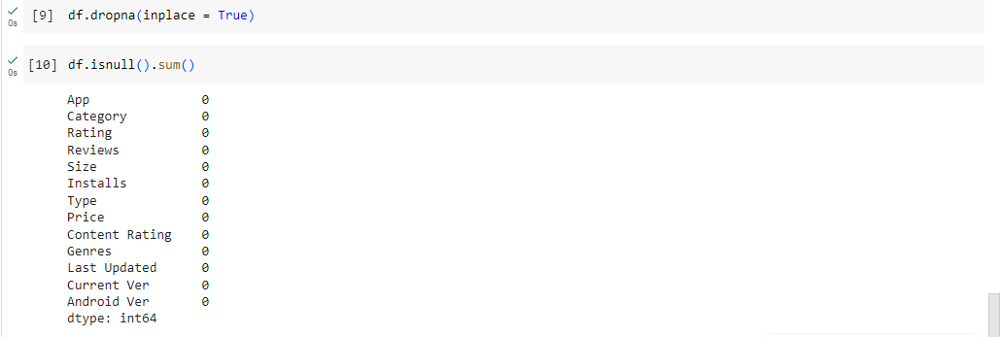 [9] df.dropna(inplace = True)
0s
[10] df.isnull().sum()
0s
App 0
Category 0
Rating 0
Reviews 0
Size 0
Installs 0
Type 0
Price 0
Content Rating 0
Genres 0
Last Updated 0
Current Ver 0
Android Ver 0
dtype: int64